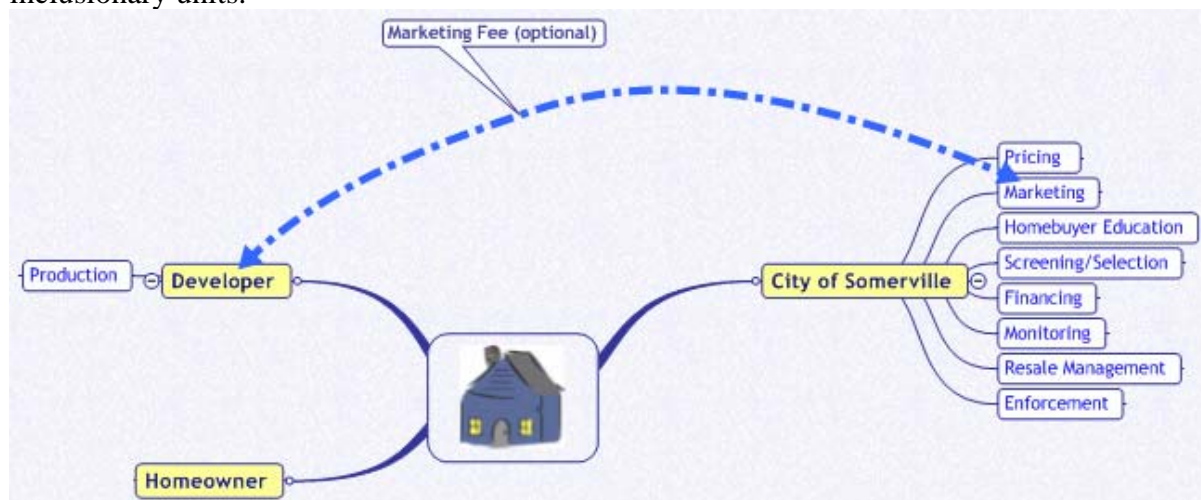 inclusionary units.
Marketing Fee (optional)
Pricing
Marketing
Homebuyer Education
Production
Developer
City of Somerville
Screening/Selection
Financing
Monitoring
Resale Management
Enforcement
Homeowner